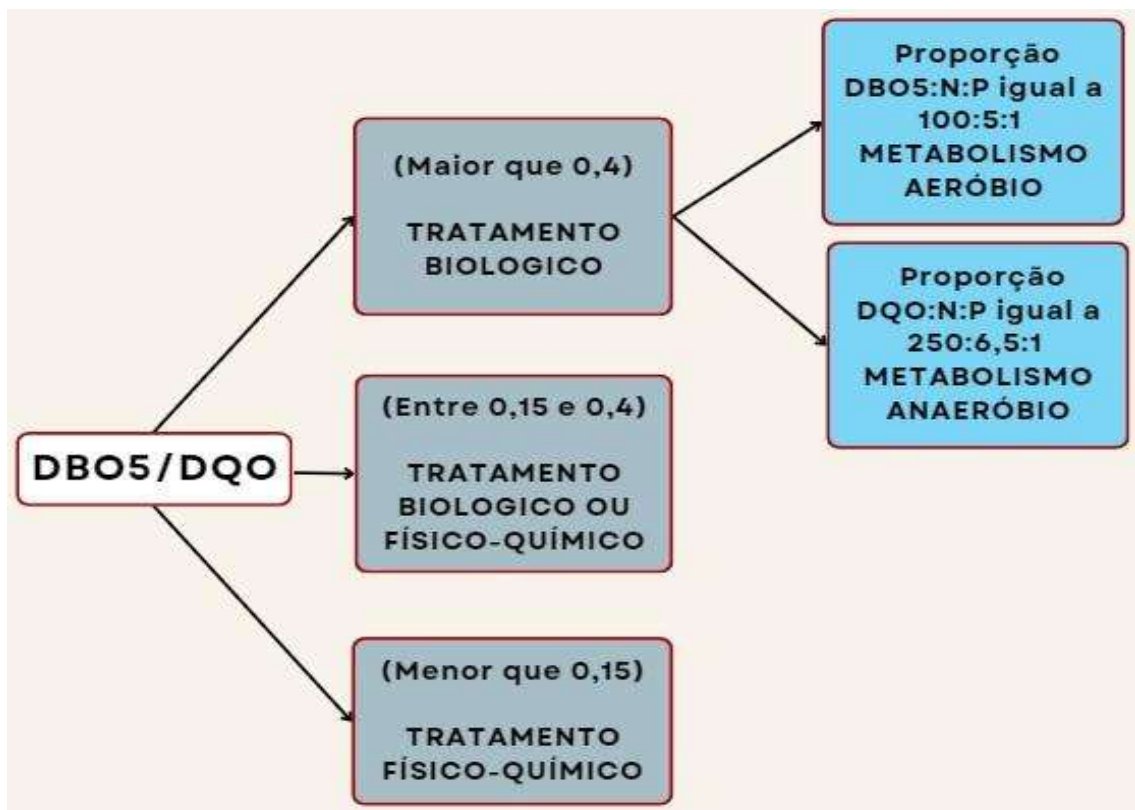 DBO5/DQO
(Maior que 0,4)
TRATAMENTO
BIOLOGICO
Proporção
DBO5:N:P igual a
100:5:1
METABOLISMO
AERÓBIO
Proporção
DQO:N:P igual a
250:6,5:1
METABOLISMO
ANAERÓBIO
(Entre 0,15 e 0,4)
TRATAMENTO
BIOLOGICO OU
FÍSICO-QUÍMICO
(Menor que 0,15)
TRATAMENTO
FÍSICO-QUÍMICO